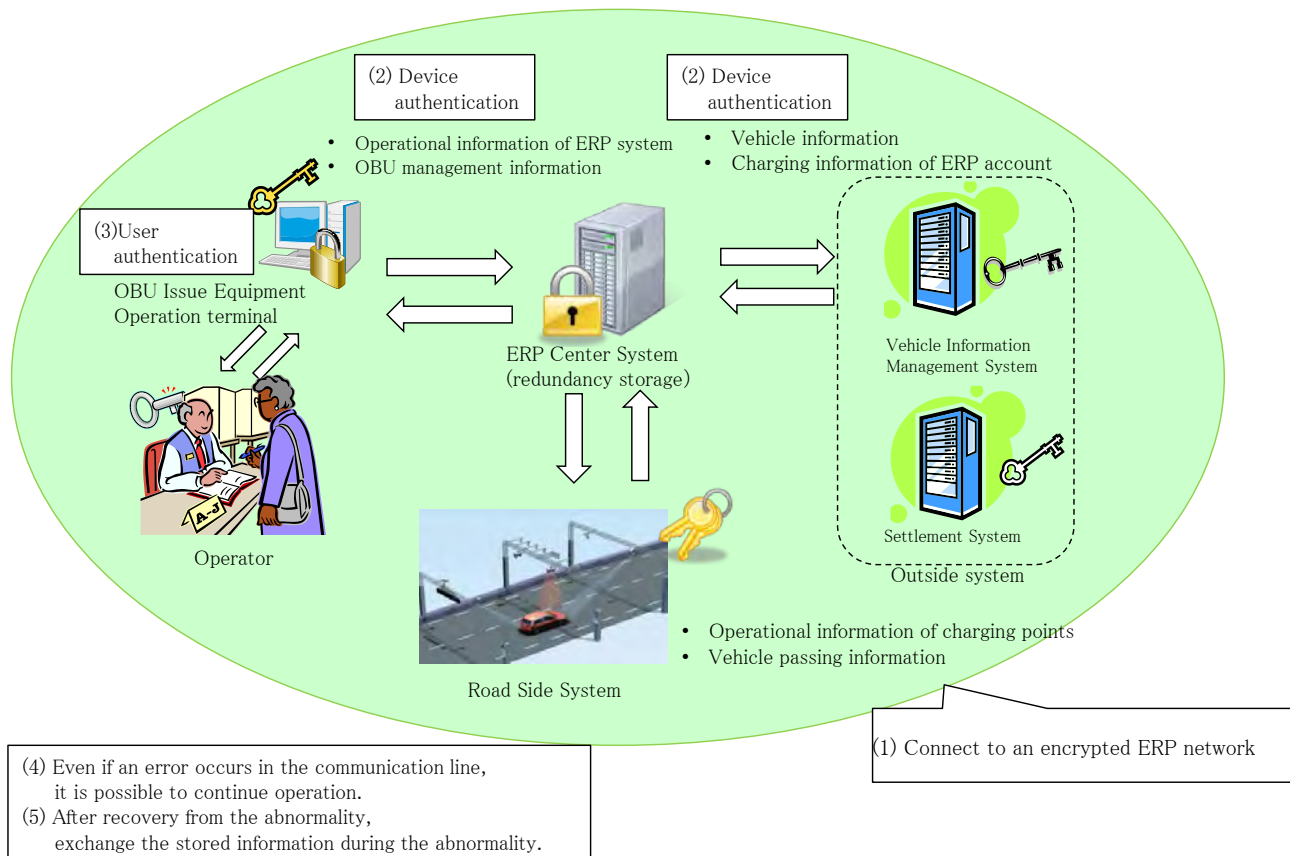 (2) Device
authentication
(2) Device
authentication
• Operational information of ERP system
• OBU management information
• Vehicle information
• Charging information of ERP account
(3)User
authentication
OBU Issue Equipment
Operation terminal
ERP Center System
(redundancy storage)
Vehicle Information
Management System
A-J
Operator
Settlement System
Outside system
• Operational information of charging points
• Vehicle passing information
Road Side System
(1) Connect to an encrypted ERP network
(4) Even if an error occurs in the communication line,
it is possible to continue operation.
(5) After recovery from the abnormality,
exchange the stored information during the abnormality.